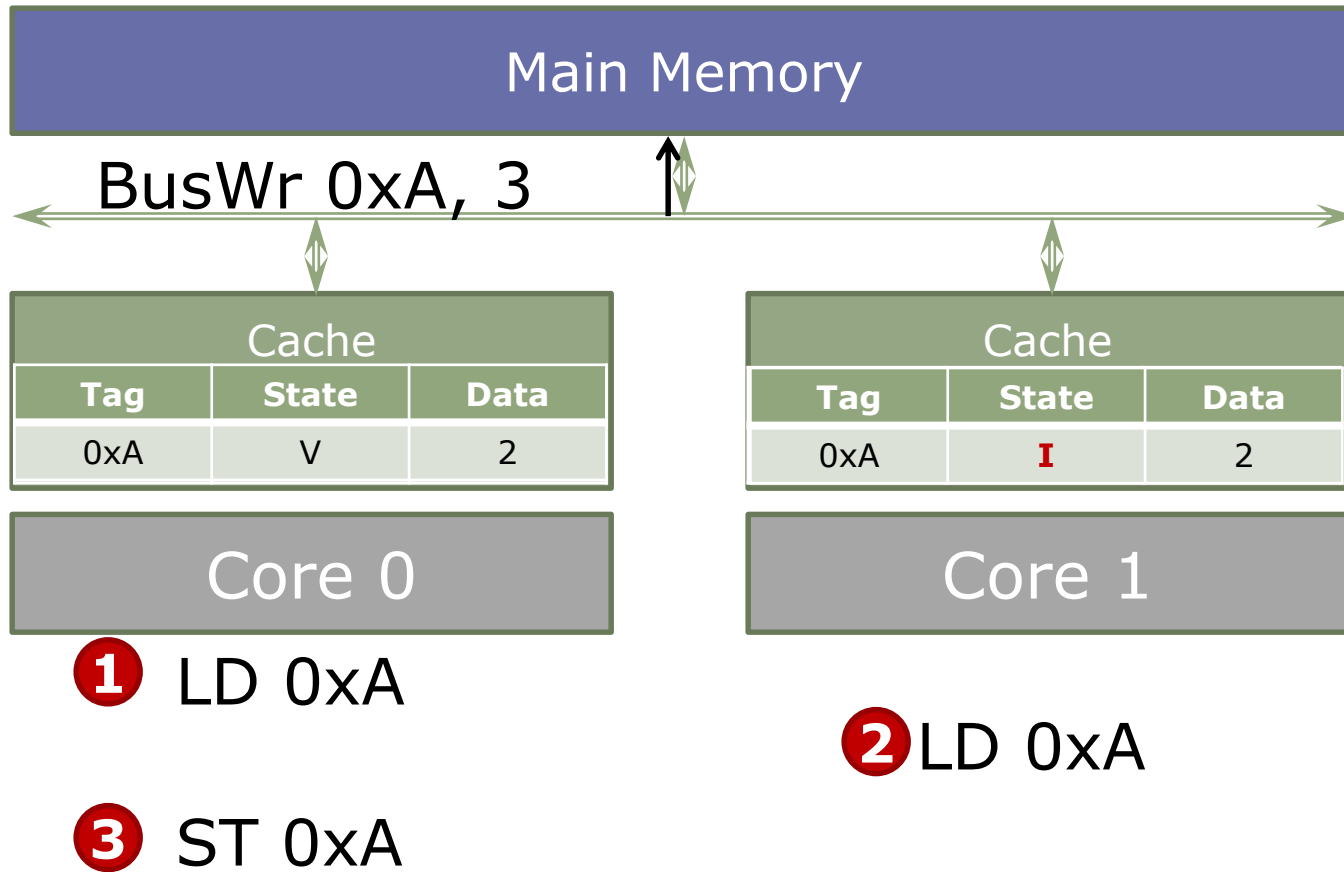 Main Memory
BusWr 0xA, 3
Cache
Tag State Data
0xA V 2
Cache
Tag State Data
0xA I 2
Core 0
Core 1
1 LD 0xA
2 LD 0xA
3 ST 0xA